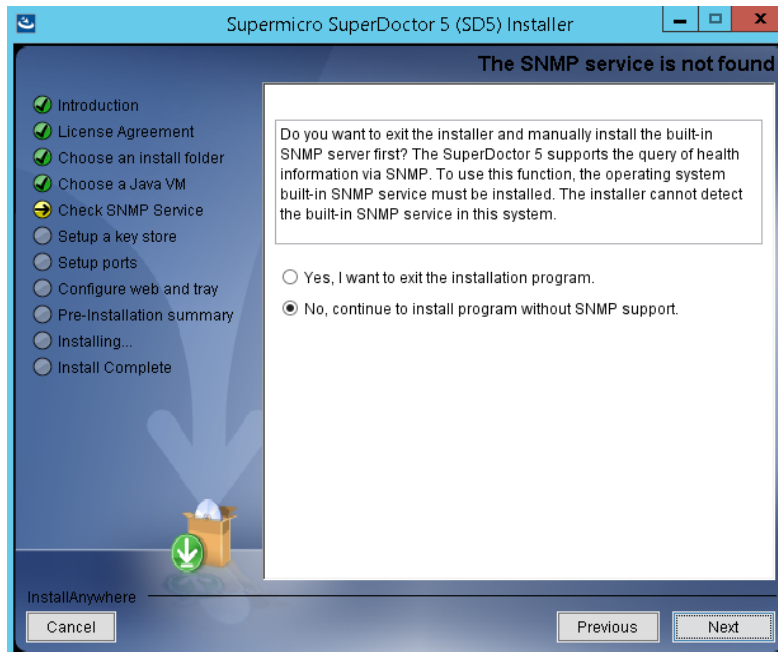 Supermicro SuperDoctor 5 (SD5) Installer
The SNMP service is not found
Introduction
License Agreement
Choose an install folder
Choose a Java VM
Check SNMP Service
Setup a key store
Setup ports
Configure web and tray
Pre-Installation summary
Installing...
Install Complete
Do you want to exit the installer and manually install the built-in
SNMP server first? The SuperDoctor 5 supports the query of health
information via SNMP. To use this function, the operating system
built-in SNMP service must be installed. The installer cannot detect
the built-in SNMP service in this system.
Yes, I want to exit the installation program.
No, continue to install program without SNMP support.
InstallAnywhere
Cancel
Previous
Next